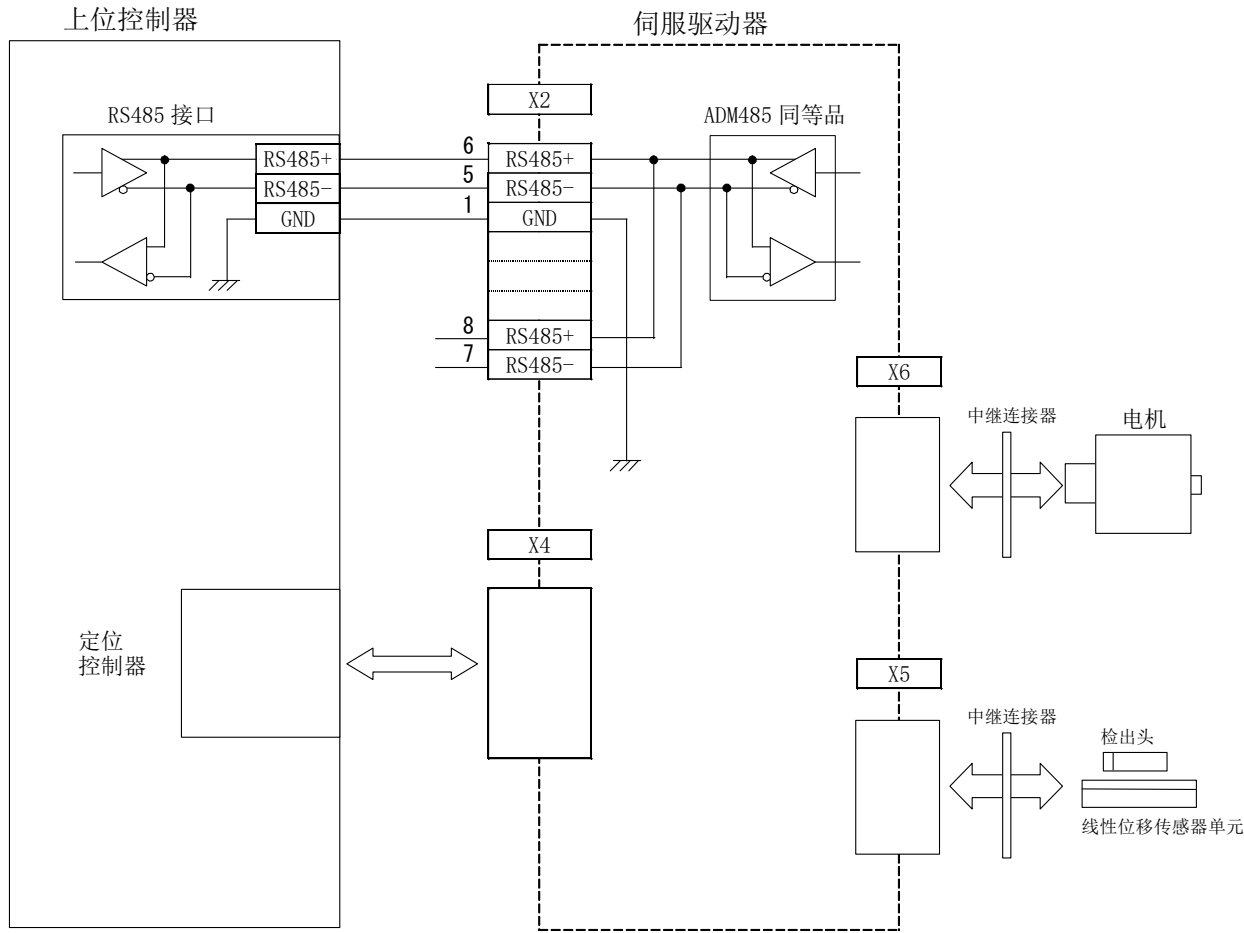 上位控制器
伺服驱动器
X2
RS485 接口
ADM485 同等品
RS485+
6
RS485+
RS485-
5
RS485-
GND
1
GND
8
RS485+
7
RS485-
X6
中继连接器
电机
X4
定位
控制器
X5
中继连接器
检出头
线性位移传感器单元